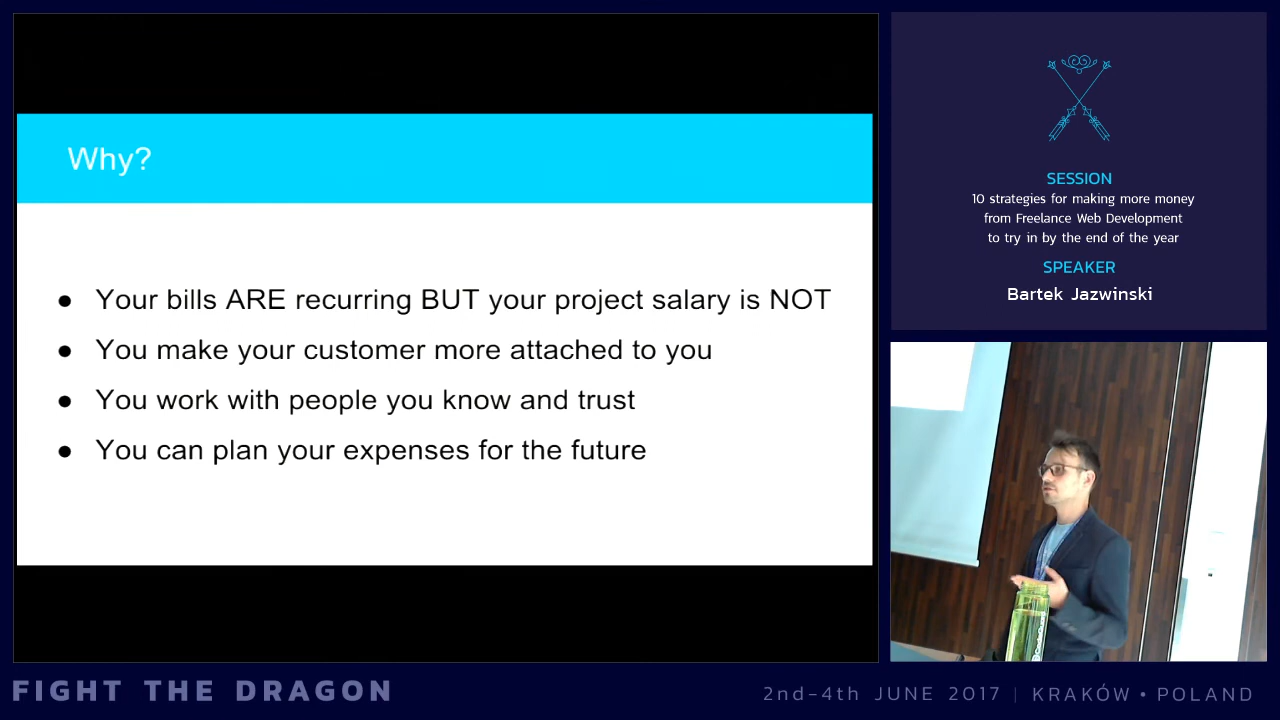 Why?
● Your bills ARE recurring BUT your project salary is NOT
● You make your customer more attached to you
● You work with people you know and trust
● You can plan your expenses for the future
SESSION
10 strategies for making more money
from Freelance Web Development
to try in by the end of the year
SPEAKER
Bartek Jazwinski
FIGHT THE DRAGON
2nd-4th JUNE 2017 | KRAKÓW • POLAND